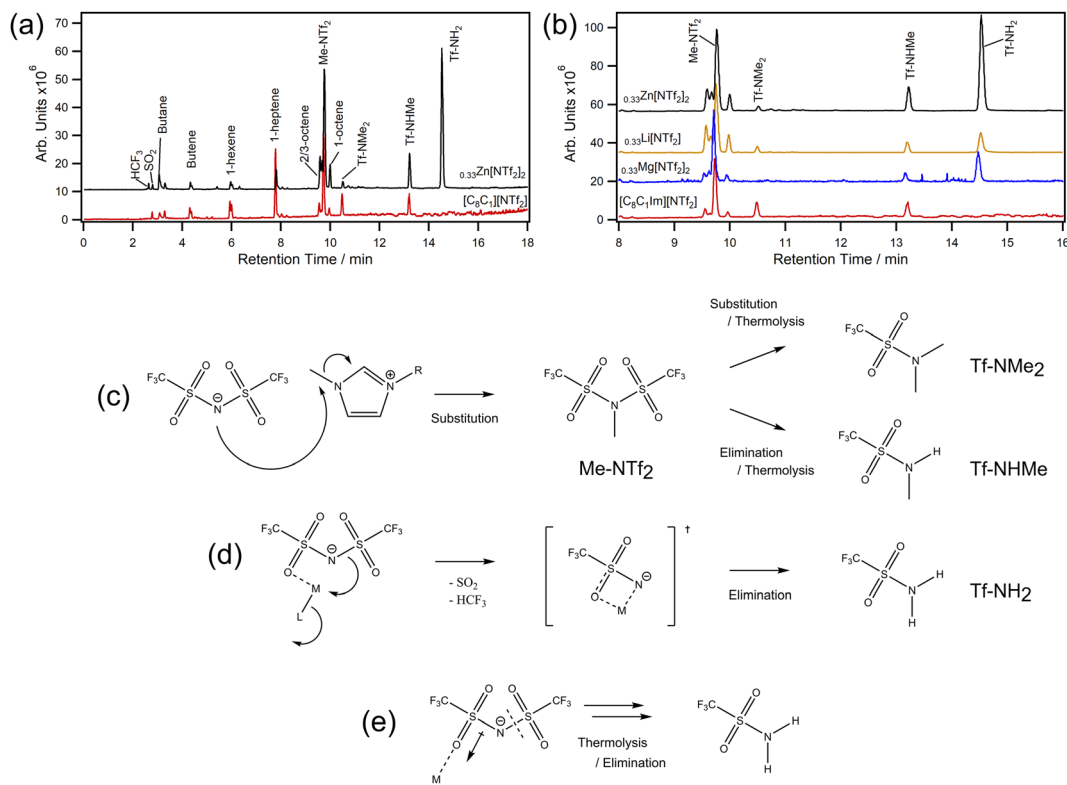 (a)
Arb. Units x10⁶
70
60
50
40
30
20
10
0
HCF₃
SO₂
Butane
Butene
1-hexene
1-heptene
2/3-octene
Me-NTf2
1-octene
Tf-NMe₂
Tf-NHMe
Tf-NH₂
₀.₃₃Zn[NTf₂]₂
[C₈C₁][NTf₂]
0 2 4 6 8 10 12 14 16 18
Retention Time / min
(b)
Arb. Units x10⁶
100
80
60
40
20
0
Me-NTf2
Tf-NMe₂
Tf-NHMe
Tf-NH₂
₀.₃₃Zn[NTf₂]₂
₀.₃₃Li[NTf₂]
₀.₃₃Mg[NTf₂]₂
[C₈C₁Im][NTf₂]
8 9 10 11 12 13 14 15 16
Retention Time / min
(c)
F₃C S O O N ⊖ S O O CF₃
N N ⊕ R
Substitution
F₃C S O O N S O O CF₃
Me-NTf2
Substitution
/ Thermolysis
F₃C S O O N
Tf-NMe2
Elimination
/ Thermolysis
F₃C S O O N H
Tf-NHMe
(d)
F₃C S O O N ⊖ S O O CF₃
M
L
- SO₂
- HCF₃
F₃C S O O N ⊖ M
†
Elimination
F₃C S O O N H H
Tf-NH2
(e)
F₃C S O O N ⊖ S O O CF₃
M
Thermolysis
/ Elimination
F₃C S O O N H H